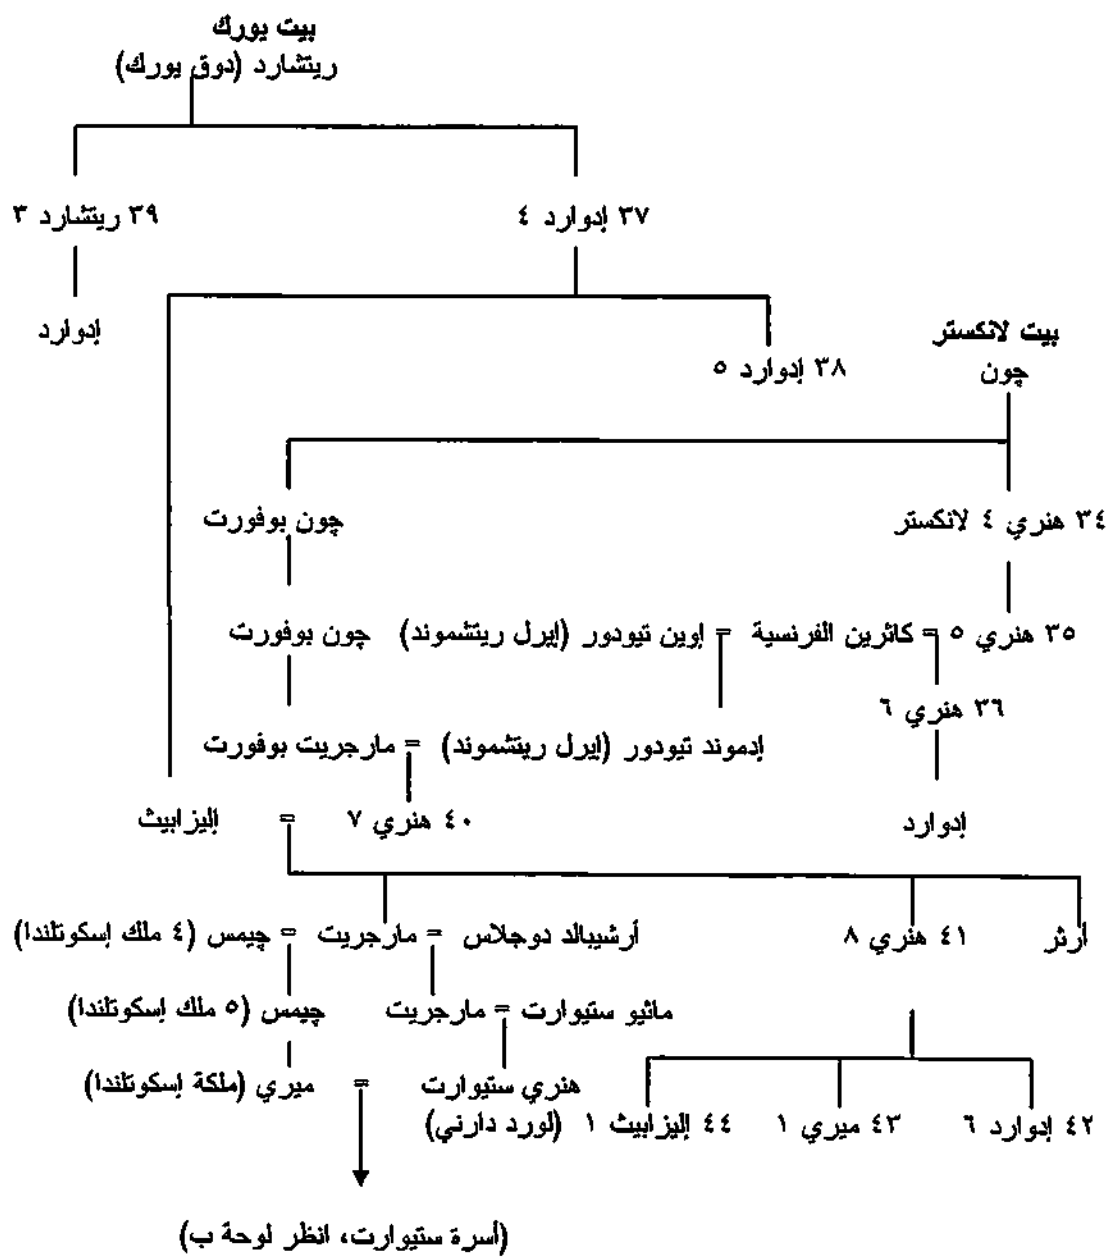 بيت يورك
ريتشارد (دوق يورك)
٣٧ إدوارد ٤
٣٩ ريتشارد ٣
إدوارد
٣٨ إدوارد ٥
بيت لانكستر
چون
٣٤ هنري ٤ لانكستر
چون بوفورت
٣٥ هنري ٥ = كاثرين الفرنسية = اوين تيودور (إيرل ريتشموند)
چون بوفورت
٣٦ هنري ٦
إدموند تيودور (إيرل ريتشموند) = مارجريت بوفورت
إدوارد
٤٠ هنري ٧ = إليزابيث
أرثر
٤١ هنري ٨
أرشيبالد دوجلاس = مارجريت = چيمس (٤ ملك إسكوتلندا)
ماثيو ستيوارت = مارجريت
چيمس (٥ ملك إسكوتلندا)
هنري ستيوارت = ميري (ملكة إسكوتلندا)
(لورد دارني)
٤٢ إدوارد ٦
٤٣ ميري ١
٤٤ إليزابيث ١
(أسرة ستيوارت، انظر لوحة ب)